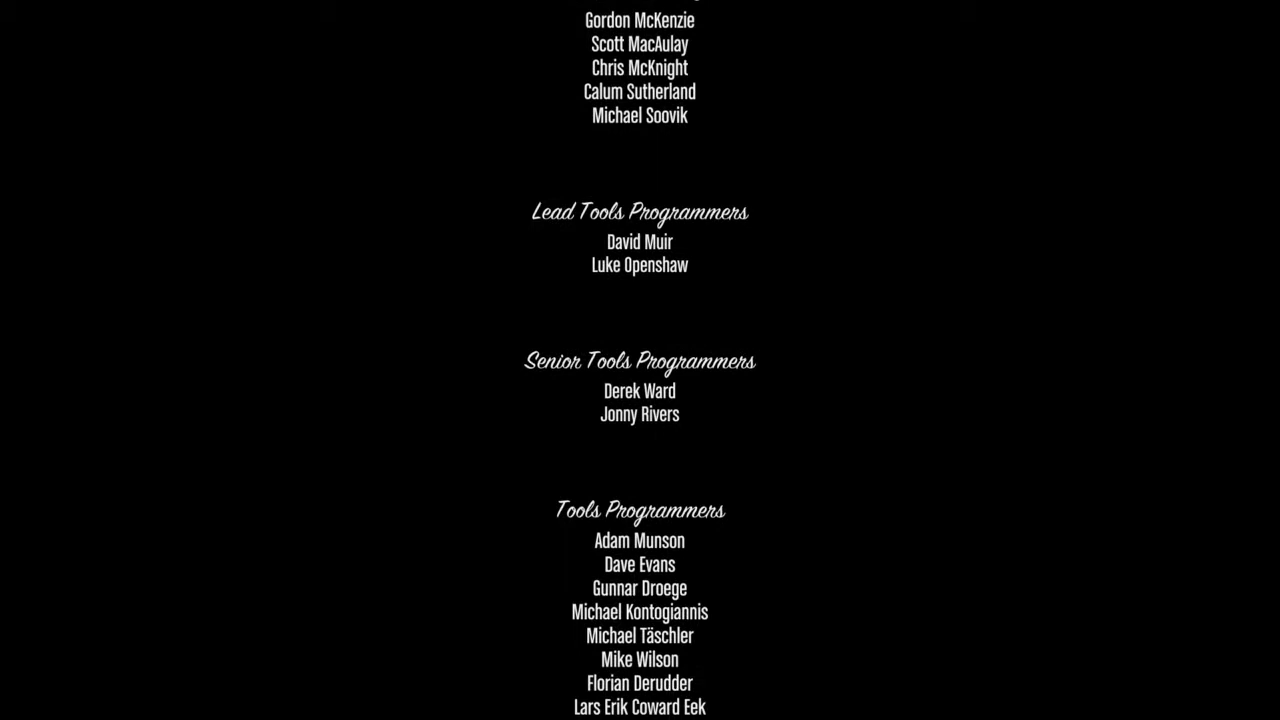 Gordon McKenzie
Scott MacAulay
Chris McKnight
Calum Sutherland
Michael Soovik
Lead Tools Programmers
David Muir
Luke Openshaw
Senior Tools Programmers
Derek Ward
Jonny Rivers
Tools Programmers
Adam Munson
Dave Evans
Gunnar Droege
Michael Kontogiannis
Michael Täschler
Mike Wilson
Florian Derudder
Lars Erik Coward Eek